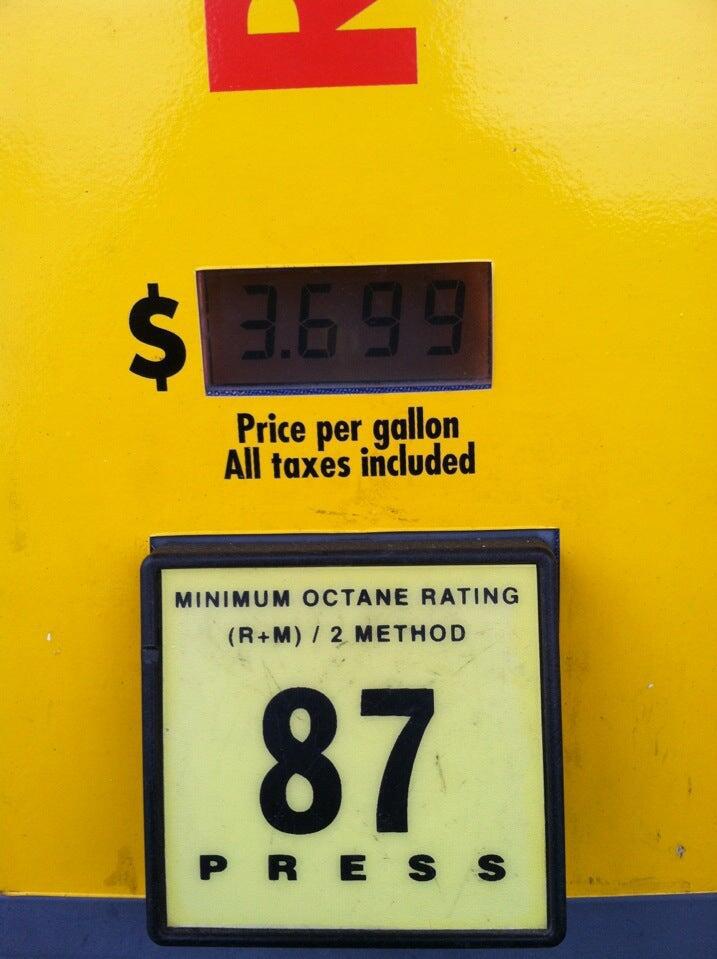 R
$ 3.699
Price per gallon
All taxes included
MINIMUM OCTANE RATING
(R+M) / 2 METHOD
87
PRESS